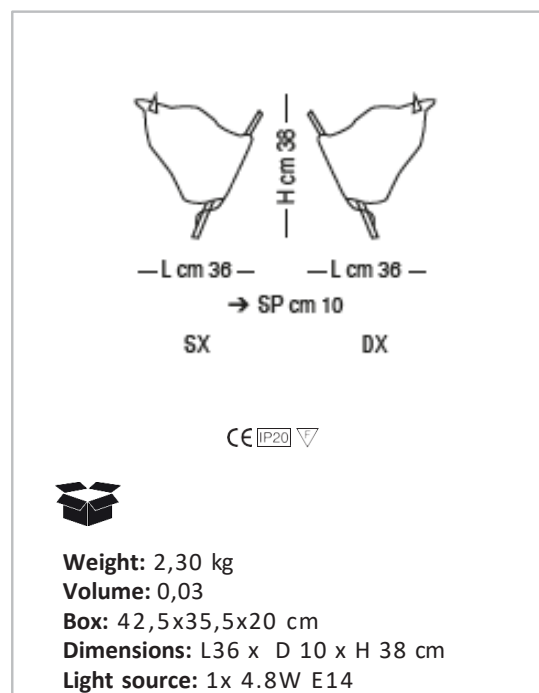 H cm 38
L cm 36 L cm 36
→ SP cm 10
SX DX
CE IP20 F
Weight: 2,30 kg
Volume: 0,03
Box: 42,5x35,5x20 cm
Dimensions: L36 x D 10 x H 38 cm
Light source: 1x 4.8W E14